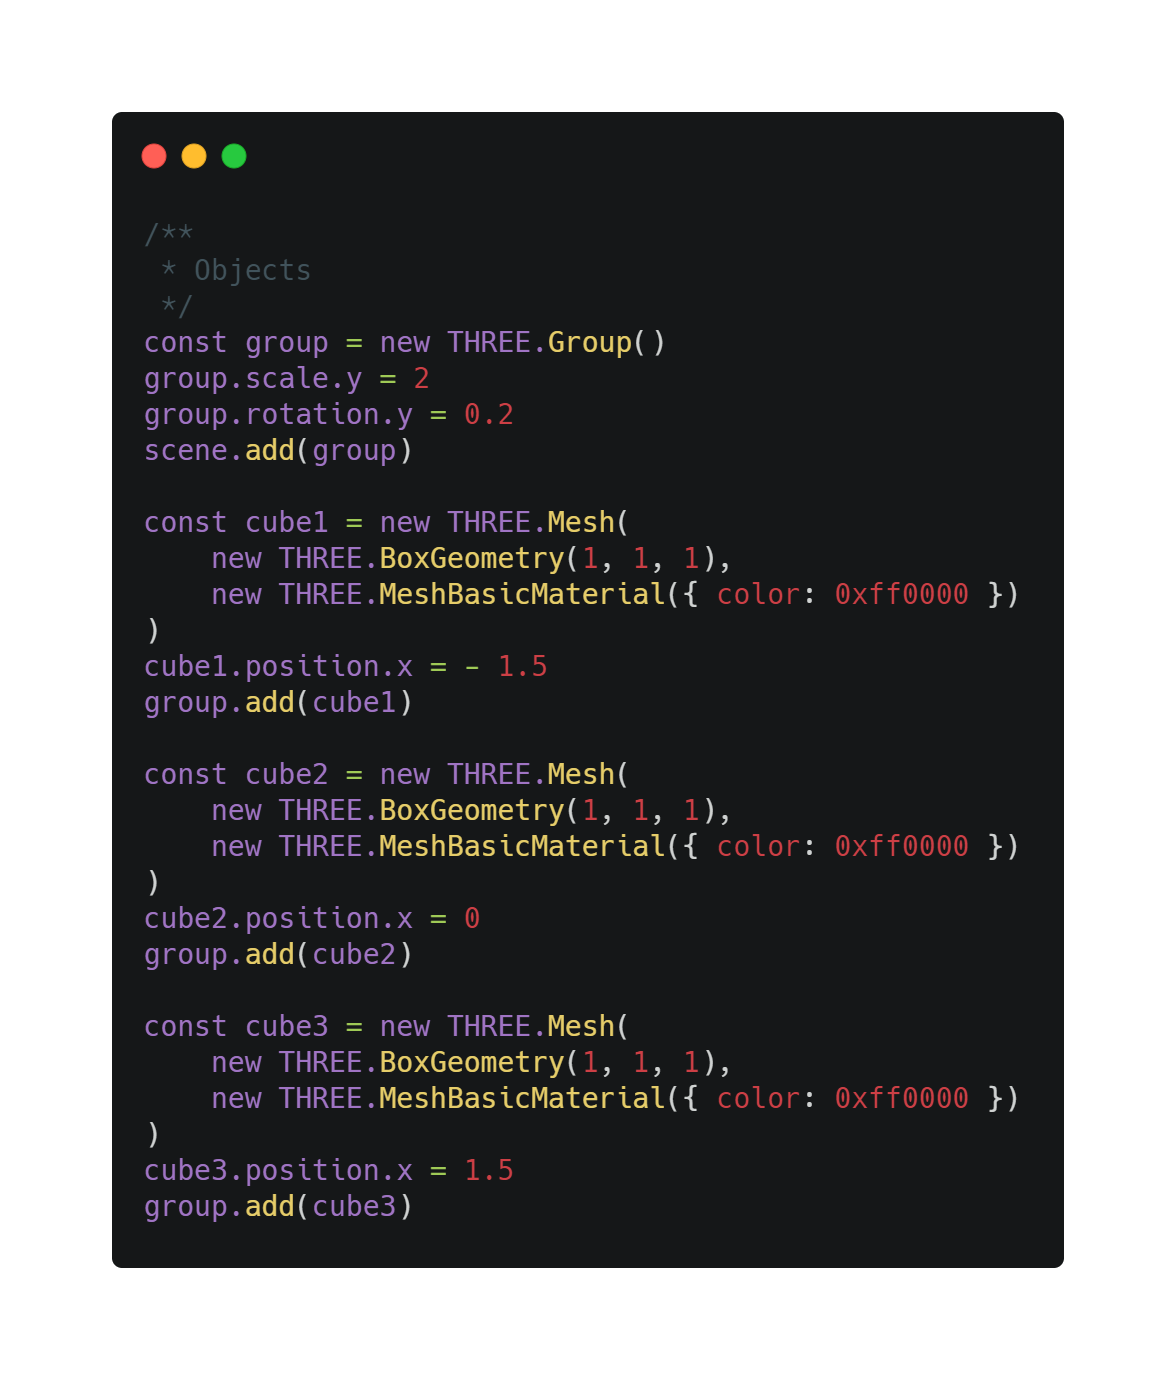 /**
 * Objects
 */
const group = new THREE.Group()
group.scale.y = 2
group.rotation.y = 0.2
scene.add(group)

const cube1 = new THREE.Mesh(
    new THREE.BoxGeometry(1, 1, 1),
    new THREE.MeshBasicMaterial({ color: 0xff0000 })
)
cube1.position.x = - 1.5
group.add(cube1)

const cube2 = new THREE.Mesh(
    new THREE.BoxGeometry(1, 1, 1),
    new THREE.MeshBasicMaterial({ color: 0xff0000 })
)
cube2.position.x = 0
group.add(cube2)

const cube3 = new THREE.Mesh(
    new THREE.BoxGeometry(1, 1, 1),
    new THREE.MeshBasicMaterial({ color: 0xff0000 })
)
cube3.position.x = 1.5
group.add(cube3)